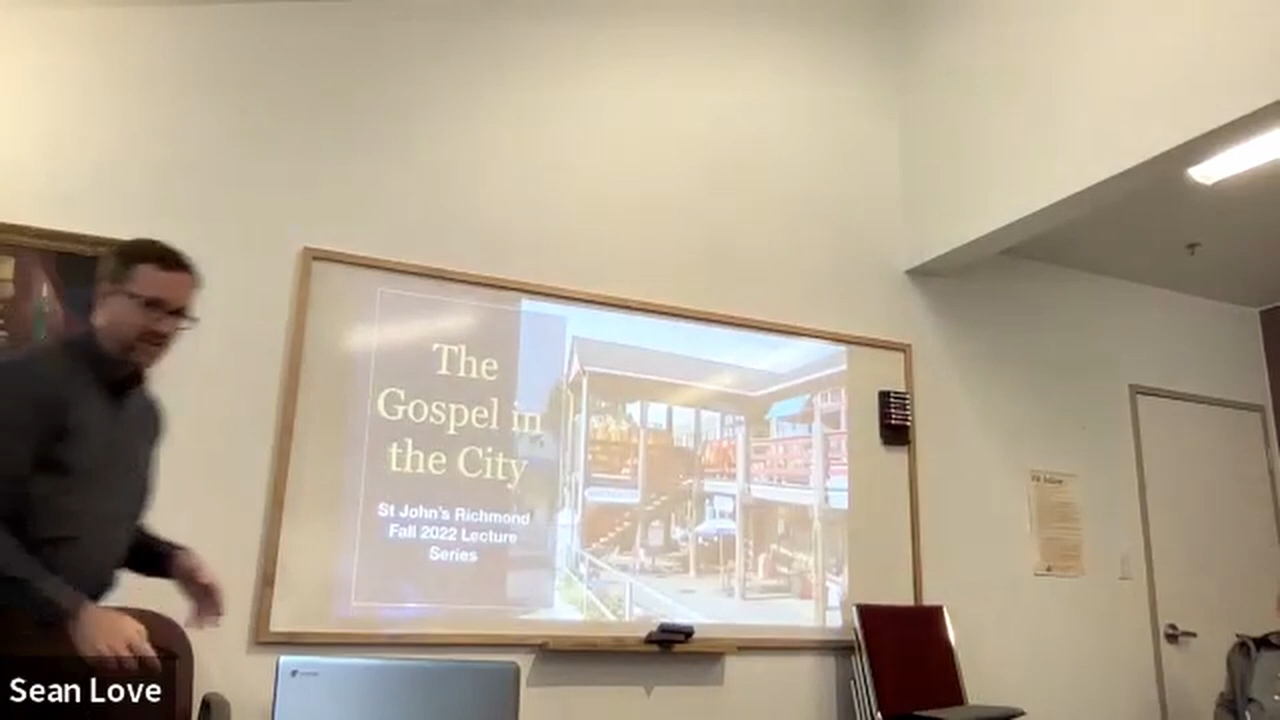 The
Gospel in
the City
St John's Richmond
Fall 2022 Lecture
Series
Sean Love